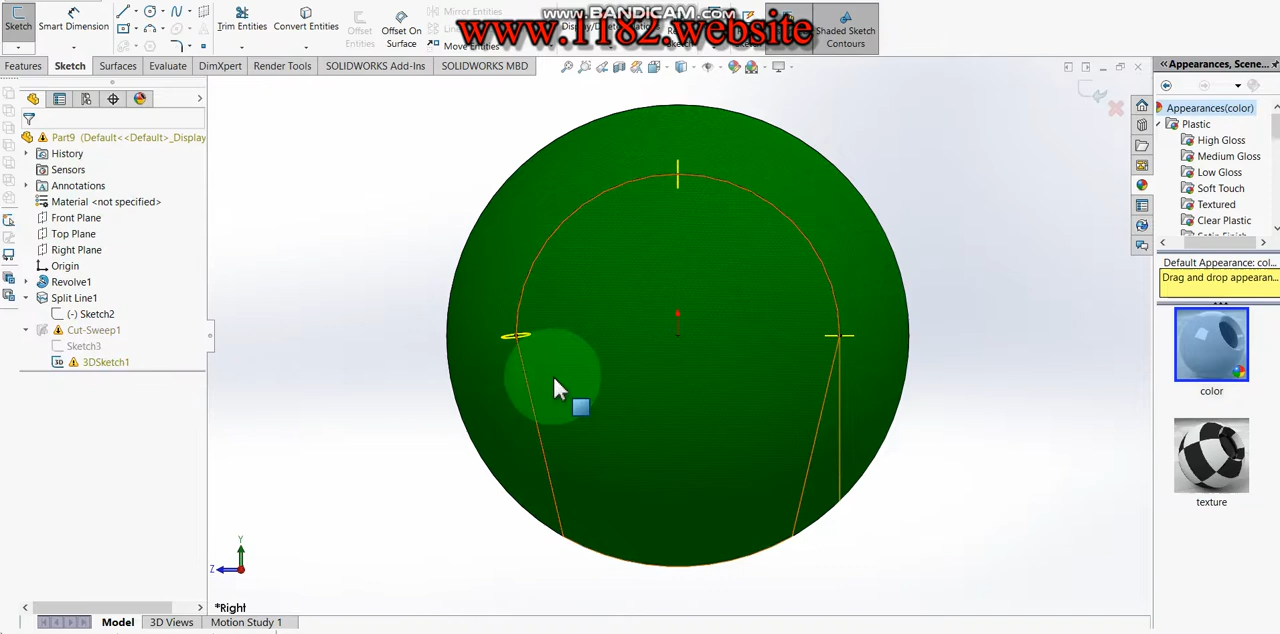 www.BANDICAM.com
www.1182.website
Sketch
Smart Dimension
Trim Entities
Convert Entities
Offset Entities
Offset On Surface
Mirror Entities
Move Entities
Shaded Sketch Contours
Features
Sketch
Surfaces
Evaluate
DimXpert
Render Tools
SOLIDWORKS Add-Ins
SOLIDWORKS MBD
Part9 (Default<<Default>_Display
History
Sensors
Annotations
Material <not specified>
Front Plane
Top Plane
Right Plane
Origin
Revolve1
Split Line1
(-) Sketch2
Cut-Sweep1
Sketch3
3D 3DSketch1
Y
Z
*Right
Model
3D Views
Motion Study 1
Appearances, Scene...
Appearances(color)
Plastic
High Gloss
Medium Gloss
Low Gloss
Soft Touch
Textured
Clear Plastic
Default Appearance: col...
Drag and drop appearan...
color
texture